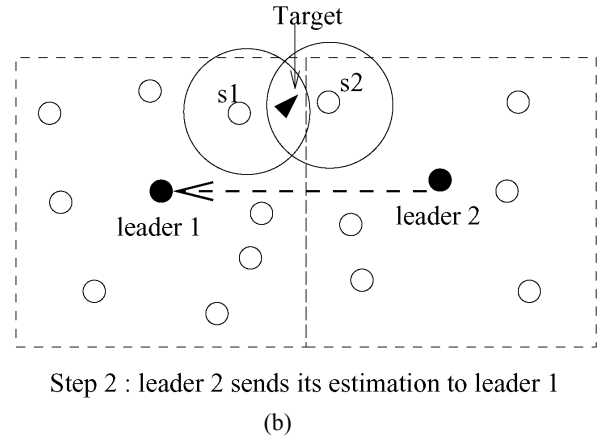 Target
s1
s2
leader 1
leader 2
Step 2 : leader 2 sends its estimation to leader 1
(b)